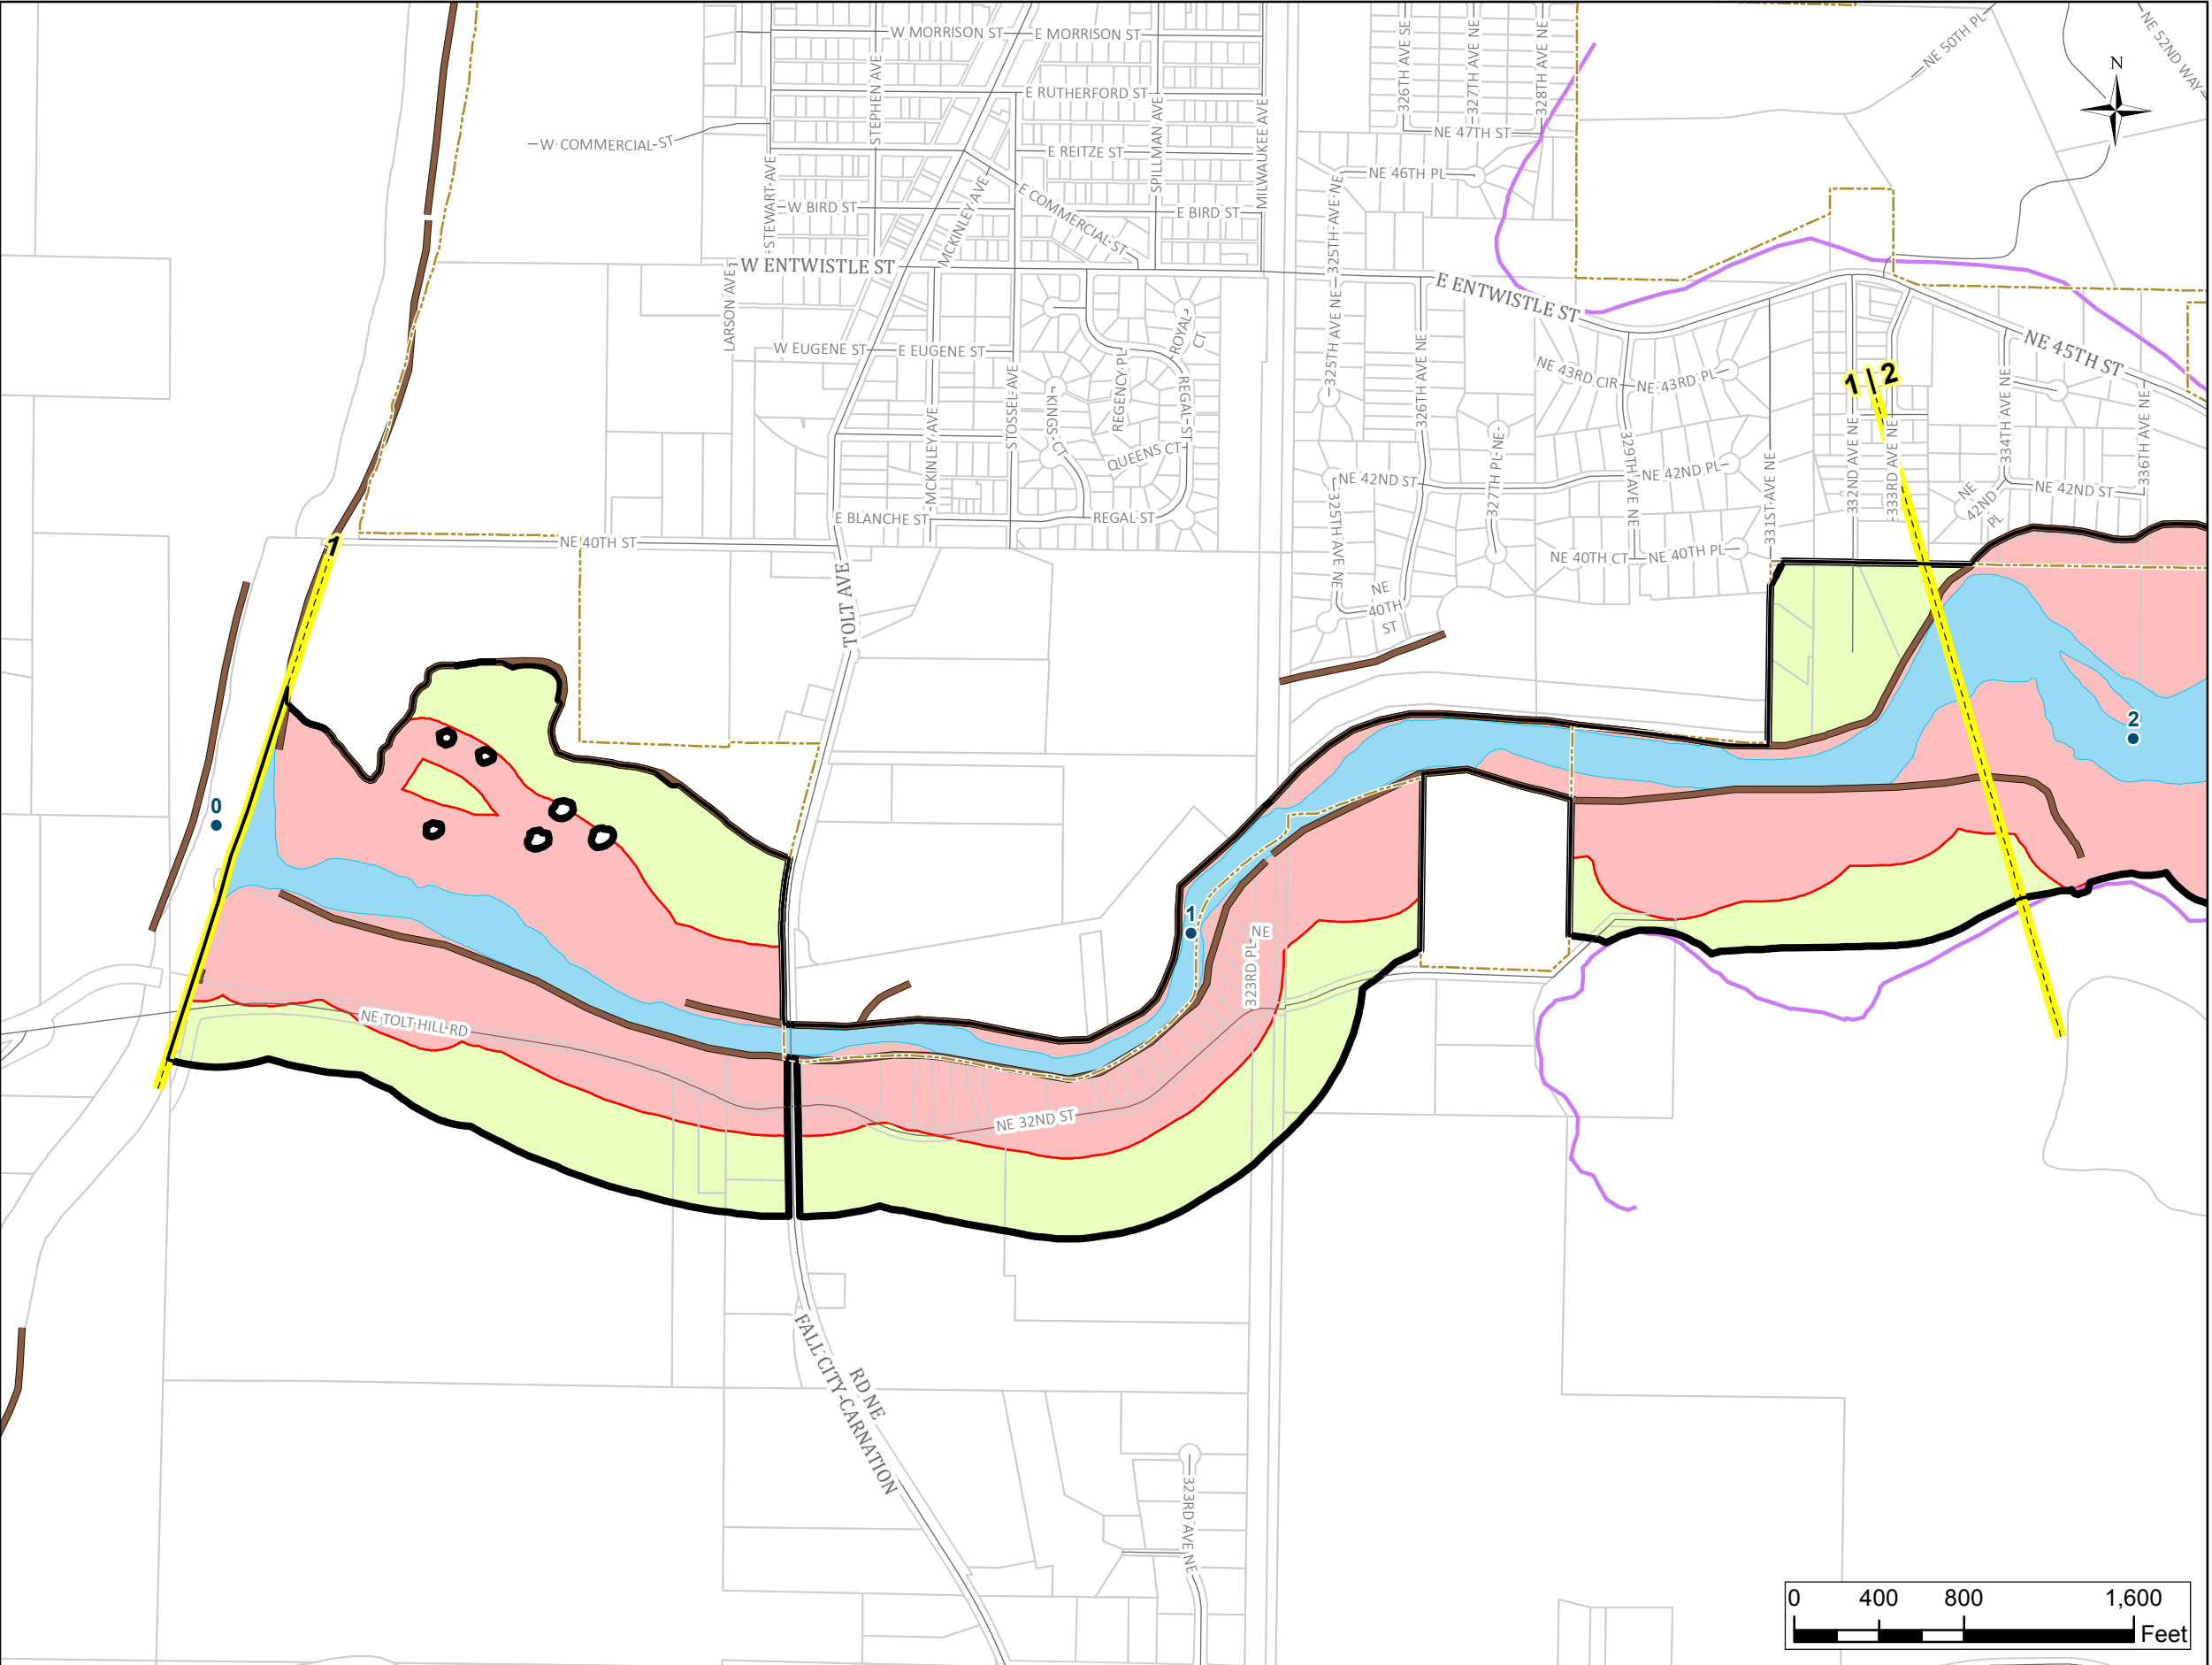 W MORRISON ST
E MORRISON ST
326TH AVE SE
327TH AVE NE
328TH AVE NE
NE 50TH PL
NE 52ND WAY
N
STEPHEN AVE
E RUTHERFORD ST
SPILLMAN AVE
MILWAUKEE AVE
NE 47TH ST
W COMMERCIAL ST
E REITZE ST
NE 46TH PL
STEWART AVE
MCKINLEY AVE
E COMMERCIAL ST
W BIRD ST
E BIRD ST
325TH AVE NE
W ENTWISTLE ST
E ENTWISTLE ST
LARSON AVE
325TH AVE NE
W EUGENE ST
E EUGENE ST
ROYAL
CT
REGENCY PL
326TH AVE NE
NE 43RD CIR
NE 43RD PL
NE 45TH ST
1 | 2
STOSSEL AVE
KINGS CT
REGAL ST
MCKINLEY AVE
QUEENS CT
327TH PL NE
329TH AVE NE
331ST AVE NE
332ND AVE NE
333RD AVE NE
334TH AVE NE
336TH AVE NE
NE 42ND ST
NE 42ND PL
NE
42ND
PL
NE 42ND ST
E BLANCHE ST
REGAL ST
325TH AVE NE
1
NE 40TH ST
NE 40TH CT
NE 40TH PL
TOLT AVE
NE
40TH
ST
2
0
1
323RD PL
NE
NE TOLT HILL RD
NE 32ND ST
FALL CITY-CARNATION
RD NE
323RD AVE NE
0 400 800 1,600
Feet